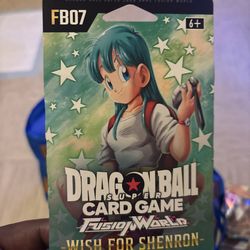 FB07
6+
DRAGON BALL
SUPER
CARD GAME
FUSION WORLD
-WISH FOR SHENRON-